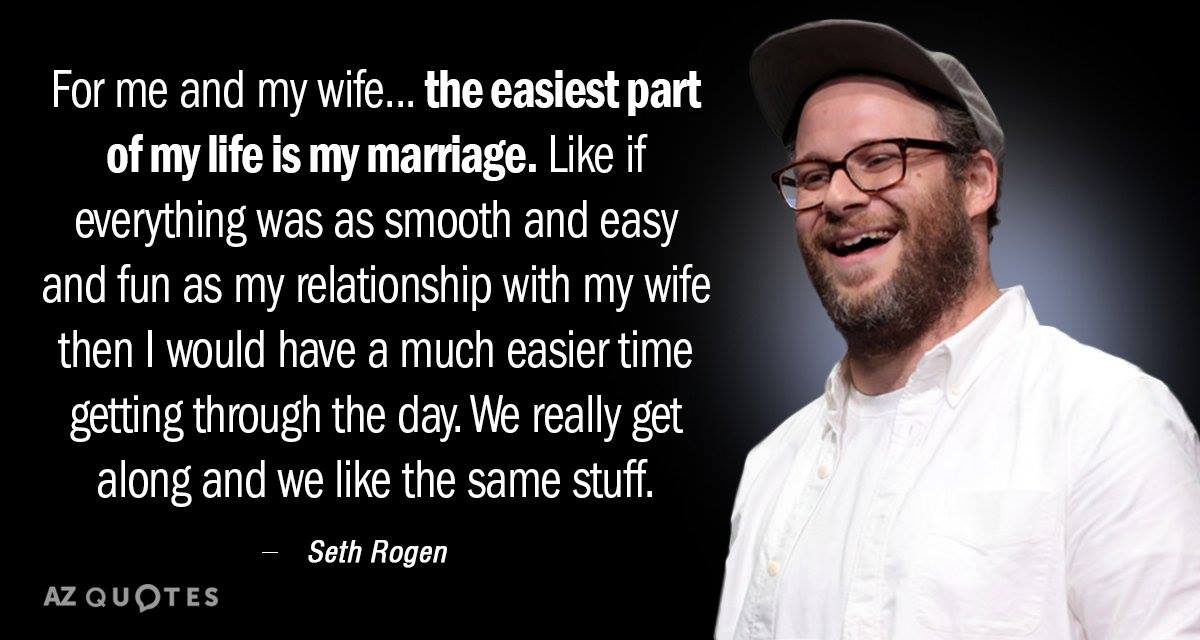 For me and my wife... the easiest part
of my life is my marriage. Like if
everything was as smooth and easy
and fun as my relationship with my wife
then I would have a much easier time
getting through the day. We really get
along and we like the same stuff.
— Seth Rogen
AZ QUOTES